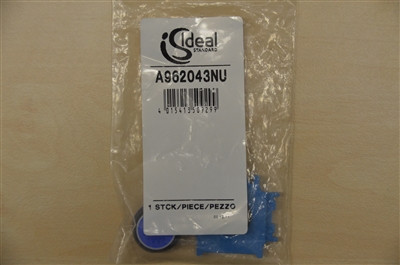 Ideal
STANDARD
A962043NU
1 STCK/PIECE/PEZZO